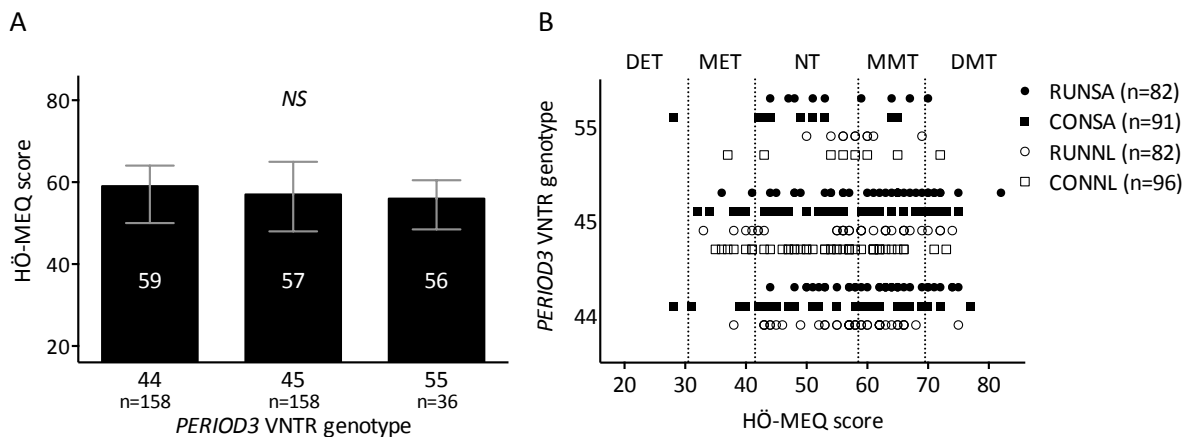 A
HÖ-MEQ score
80
60
40
20
NS
59
57
56
44
45
55
n=158
n=158
n=36
PERIOD3 VNTR genotype
B
DET
MET
NT
MMT
DMT
PERIOD3 VNTR genotype
55
45
44
20
30
40
50
60
70
80
HÖ-MEQ score
RUNSA (n=82)
CONSA (n=91)
RUNNL (n=82)
CONNL (n=96)